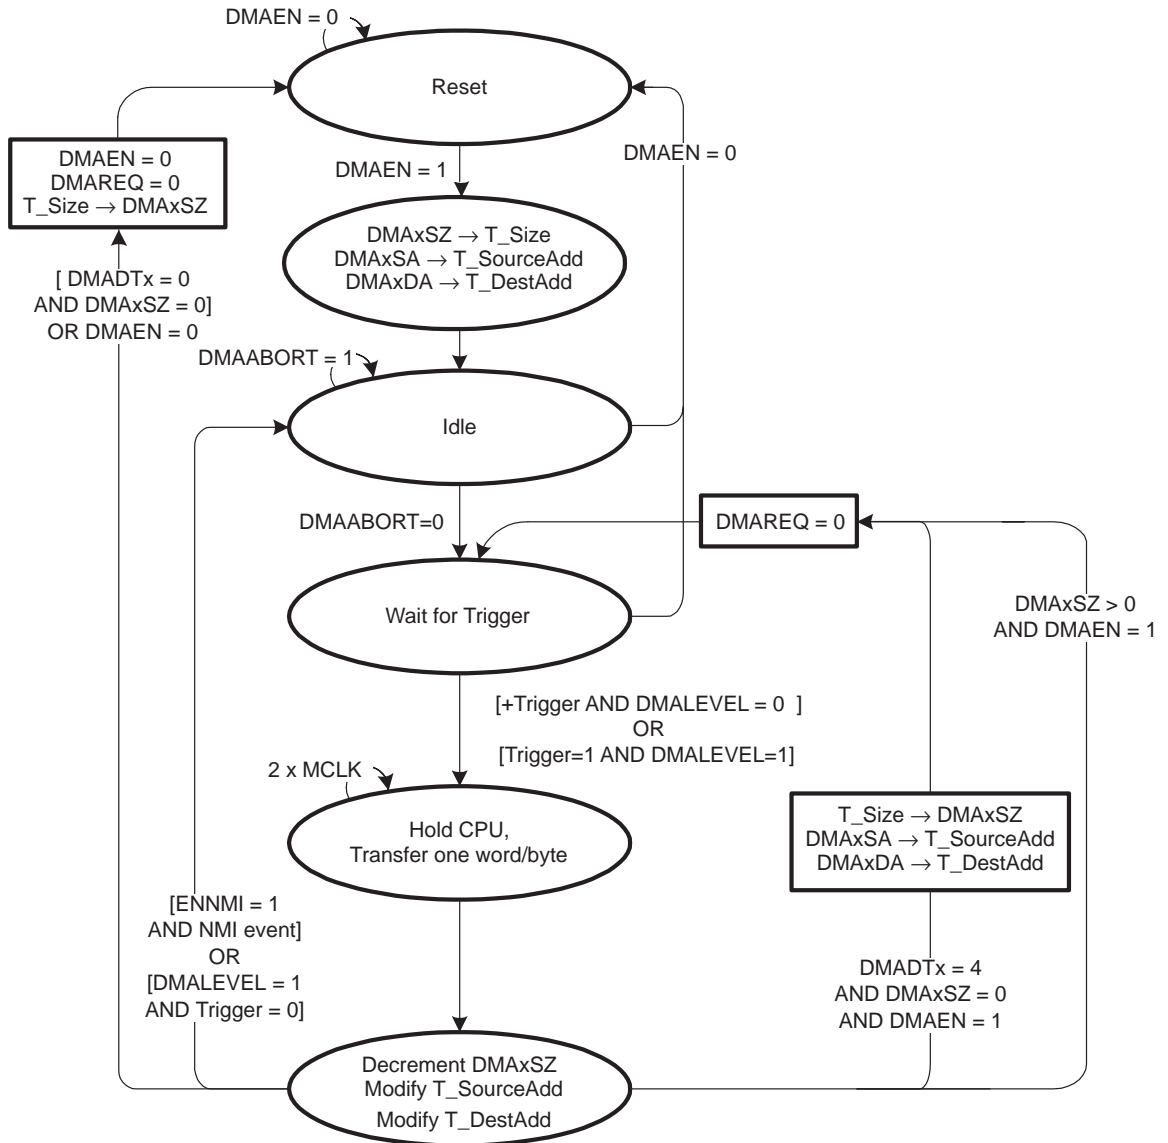 DMAEN = 0
Reset
DMAEN = 0
DMAREQ = 0
T_Size → DMAxSZ
DMAEN = 1
DMAEN = 0
DMAxSZ → T_Size
DMAxSA → T_SourceAdd
DMAxDA → T_DestAdd
[ DMADTx = 0
AND DMAxSZ = 0]
OR DMAEN = 0
DMAABORT = 1
Idle
DMAABORT=0
DMAREQ = 0
Wait for Trigger
DMAxSZ > 0
AND DMAEN = 1
[+Trigger AND DMALEVEL = 0 ]
OR
[Trigger=1 AND DMALEVEL=1]
2 x MCLK
Hold CPU,
Transfer one word/byte
T_Size → DMAxSZ
DMAxSA → T_SourceAdd
DMAxDA → T_DestAdd
[ENNMI = 1
AND NMI event]
OR
[DMALEVEL = 1
AND Trigger = 0]
DMADTx = 4
AND DMAxSZ = 0
AND DMAEN = 1
Decrement DMAxSZ
Modify T_SourceAdd
Modify T_DestAdd